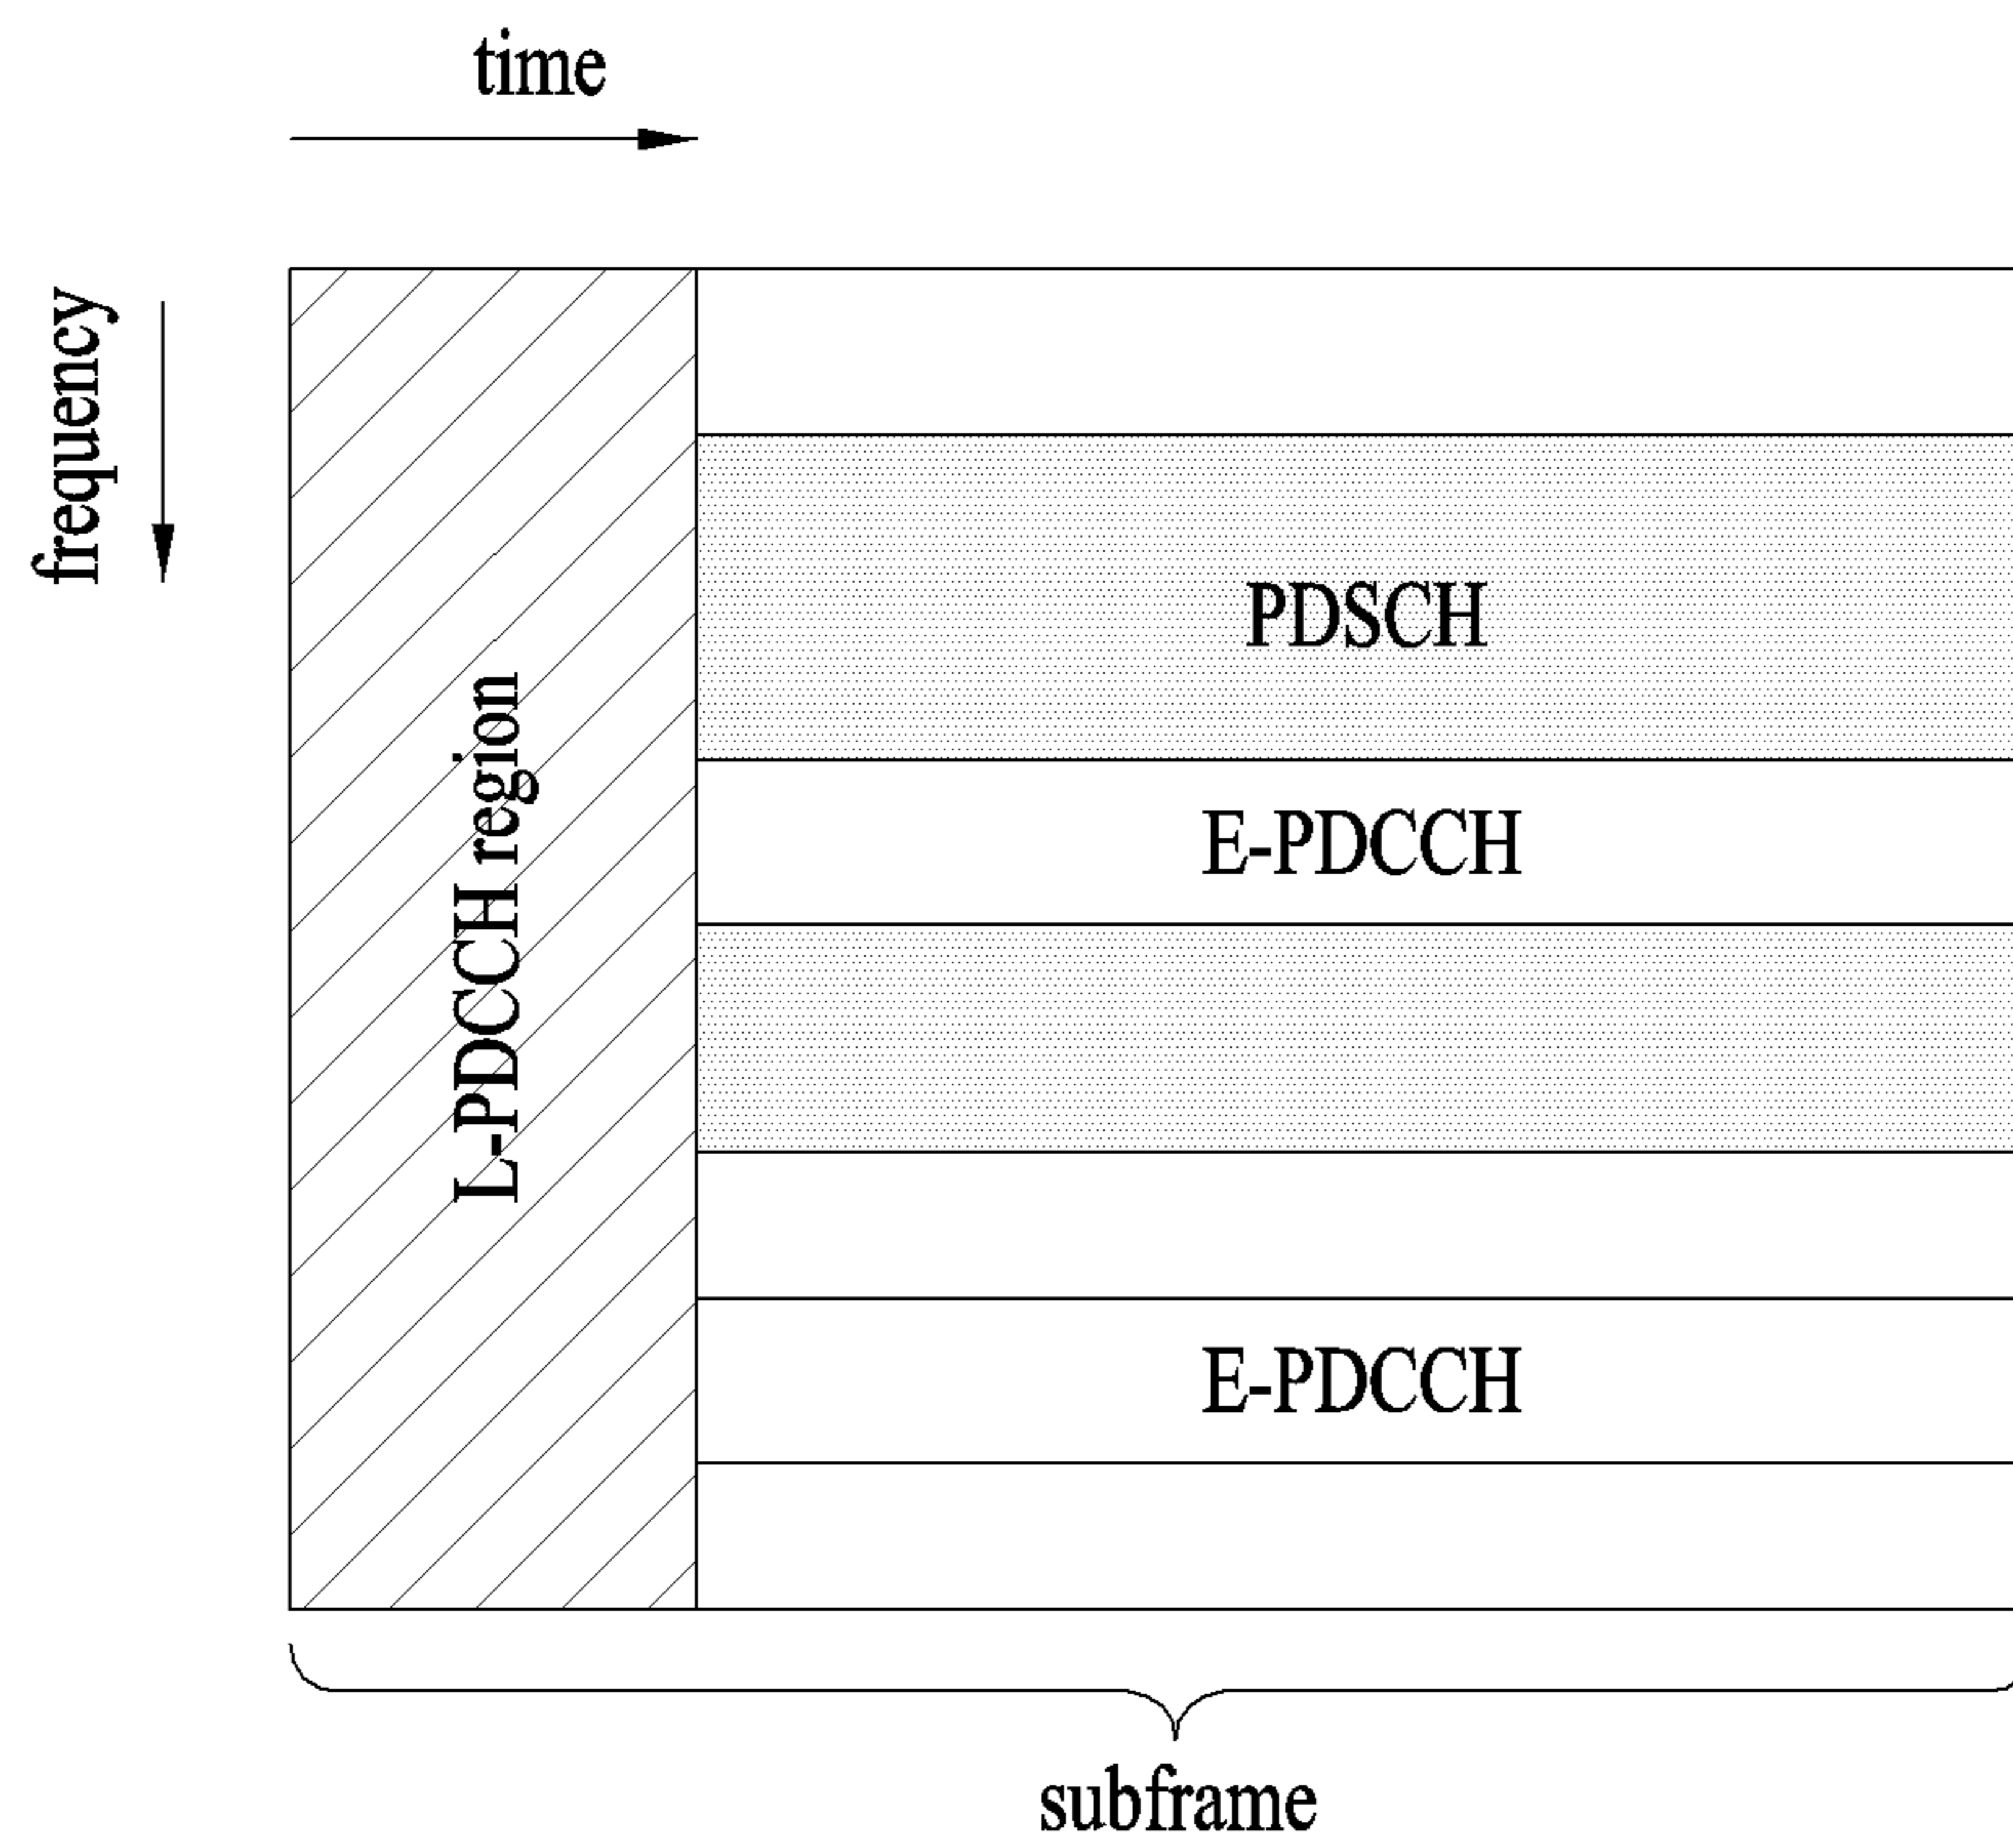 time
frequency
L-PDCCH region
PDSCH
E-PDCCH
E-PDCCH
subframe